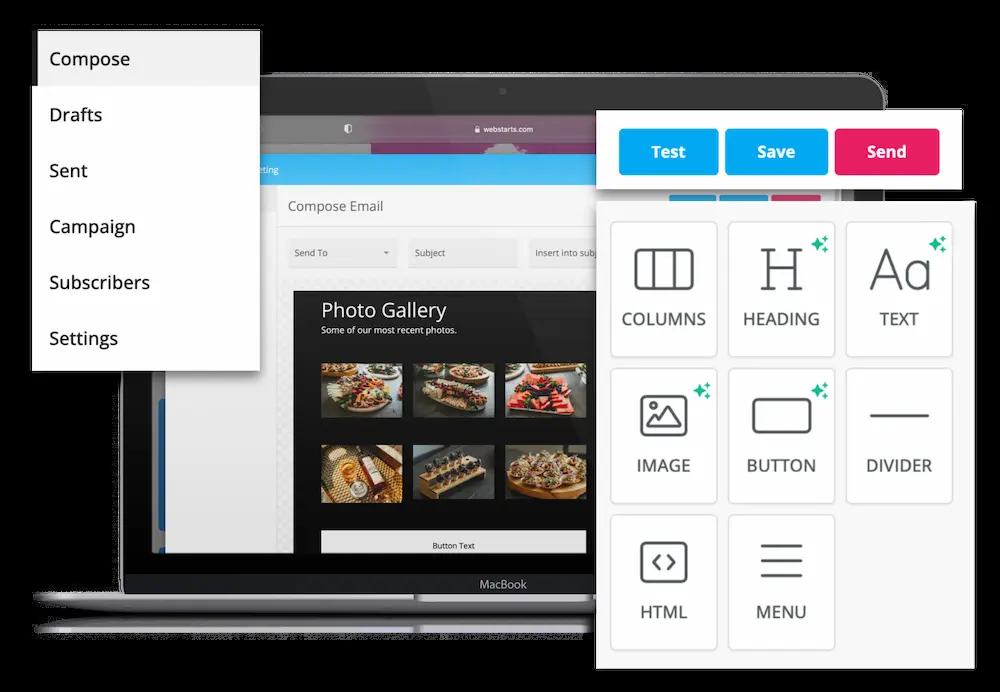 Compose
Drafts
Sent
Campaign
Subscribers
Settings
webstarts.com
eting
Compose Email
Send To
Subject
Insert into subj
Photo Gallery
Some of our most recent photos.
Button Text
MacBook
Test Save Send
COLUMNS HEADING TEXT
IMAGE BUTTON DIVIDER
HTML MENU